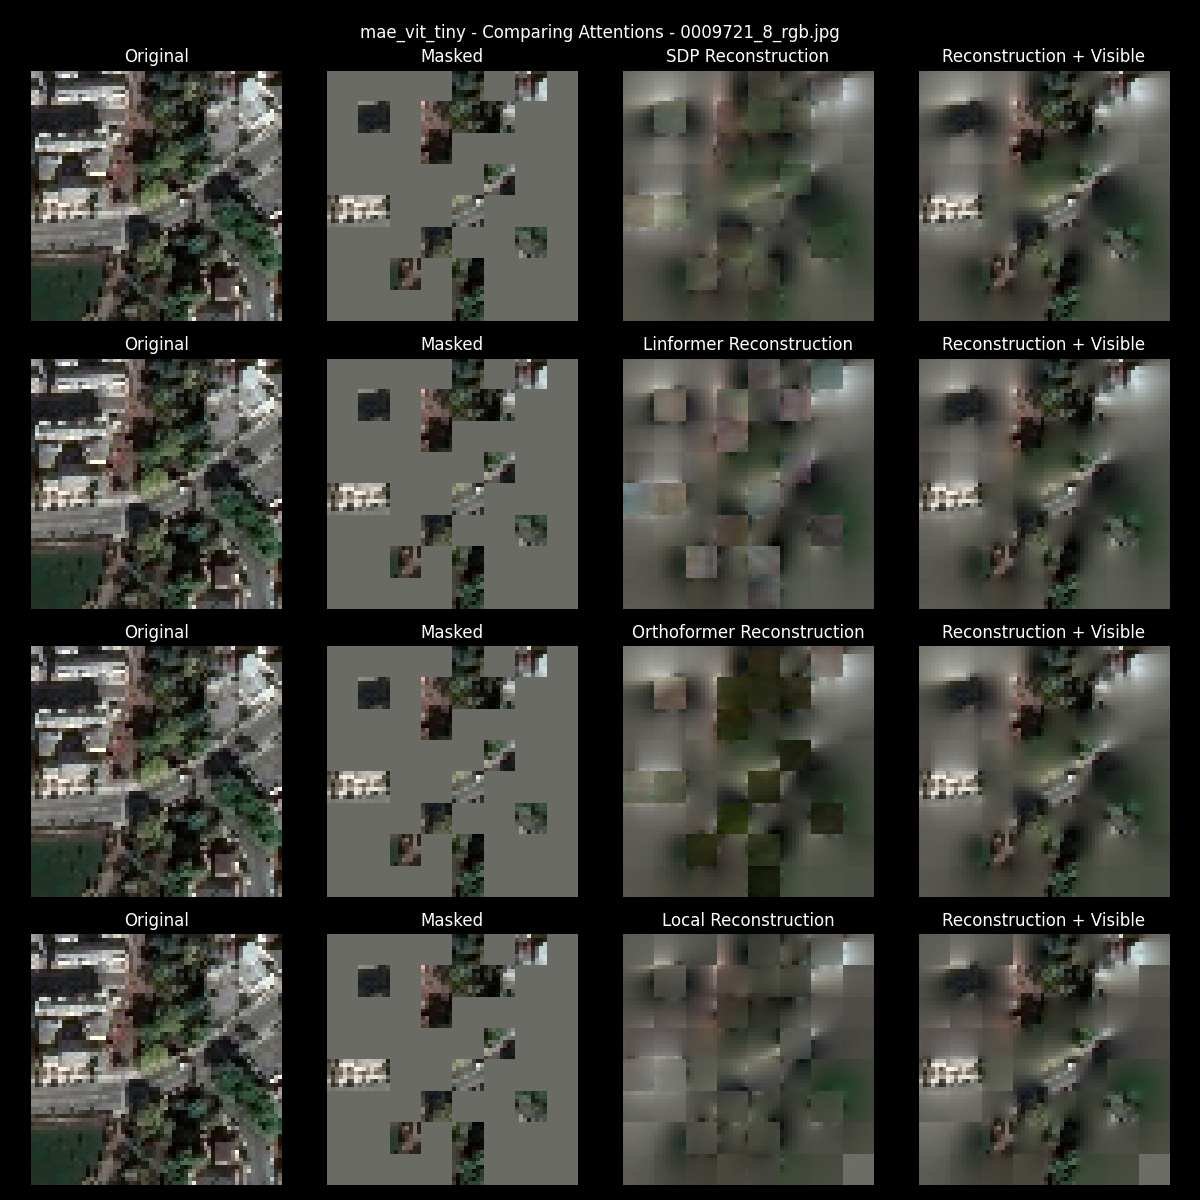 mae_vit_tiny - Comparing Attentions - 0009721_8_rgb.jpg
Original Masked SDP Reconstruction Reconstruction + Visible
Original Masked Linformer Reconstruction Reconstruction + Visible
Original Masked Orthoformer Reconstruction Reconstruction + Visible
Original Masked Local Reconstruction Reconstruction + Visible